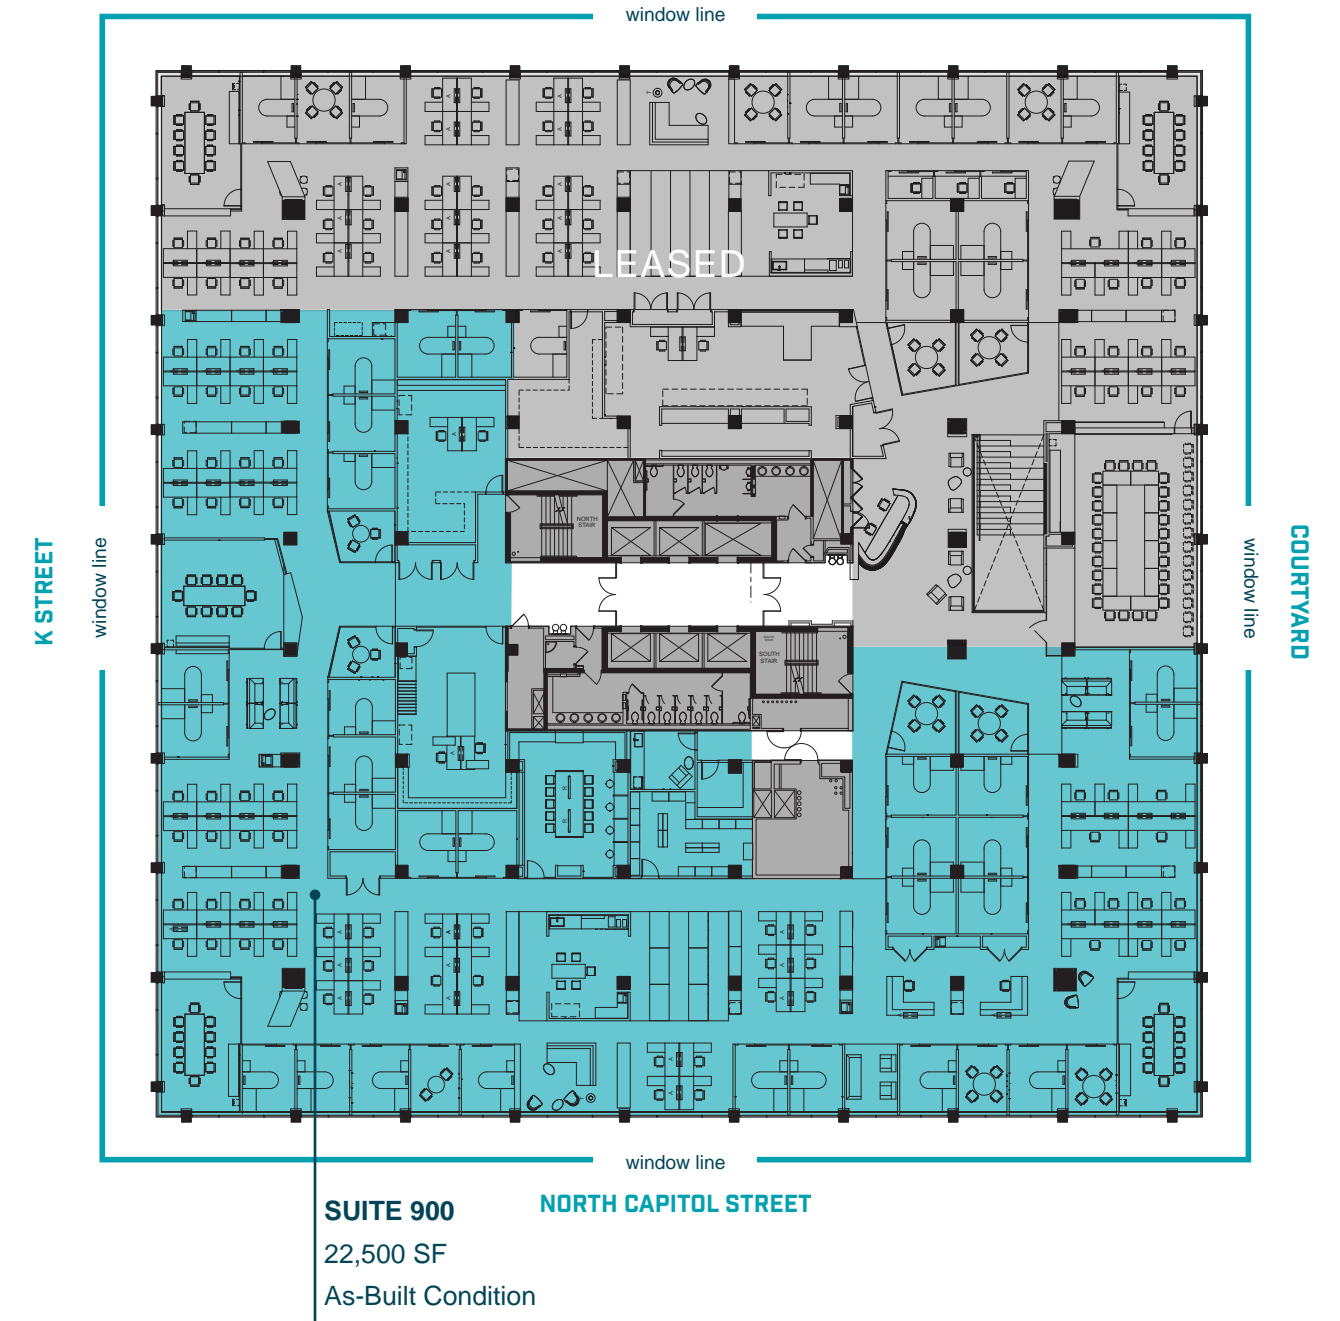 window line
LEASED
NORTH
STAIR
K STREET
window line
window line
COURTYARD
SOUTH
STAIR
window line
NORTH CAPITOL STREET
SUITE 900
22,500 SF
As-Built Condition